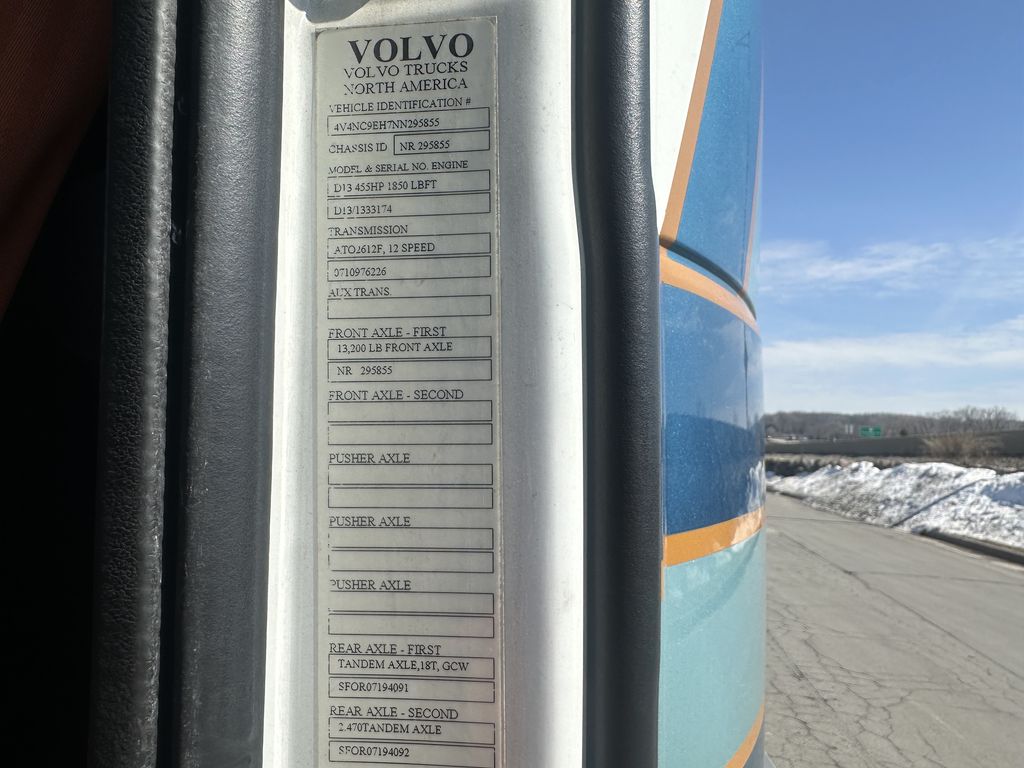 VOLVO
VOLVO TRUCKS
NORTH AMERICA
VEHICLE IDENTIFICATION #
4V4NC9EH7NN295855
CHASSIS ID NR 295855
MODEL & SERIAL NO. ENGINE
D13 455HP 1850 LBFT
D13/1333174
TRANSMISSION
ATO2612F, 12 SPEED
0710976226
AUX TRANS.
FRONT AXLE - FIRST
13,200 LB FRONT AXLE
NR 295855
FRONT AXLE - SECOND
PUSHER AXLE
PUSHER AXLE
PUSHER AXLE
REAR AXLE - FIRST
TANDEM AXLE,18T, GCW
SFOR07194091
REAR AXLE - SECOND
2.470TANDEM AXLE
SFOR07194092